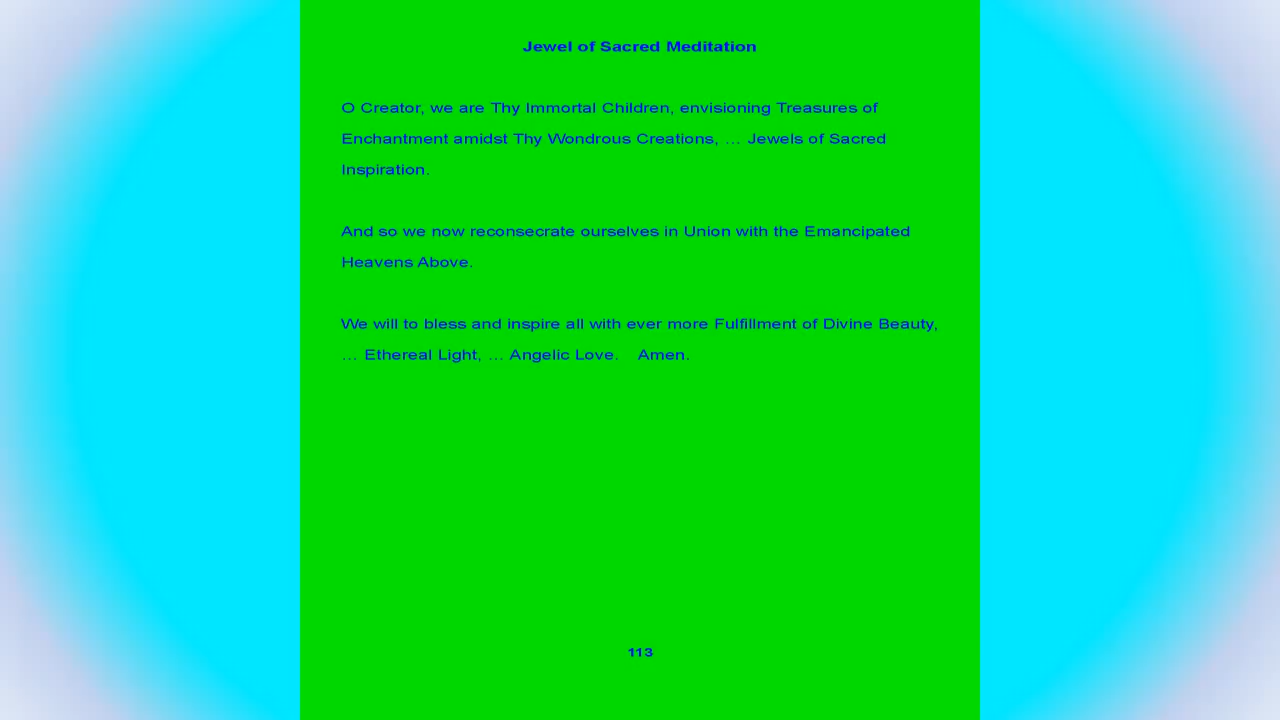 Jewel of Sacred Meditation
O Creator, we are Thy Immortal Children, envisioning Treasures of
Enchantment amidst Thy Wondrous Creations, … Jewels of Sacred
Inspiration.
And so we now reconsecrate ourselves in Union with the Emancipated
Heavens Above.
We will to bless and inspire all with ever more Fulfillment of Divine Beauty,
… Ethereal Light, … Angelic Love.   Amen.
113